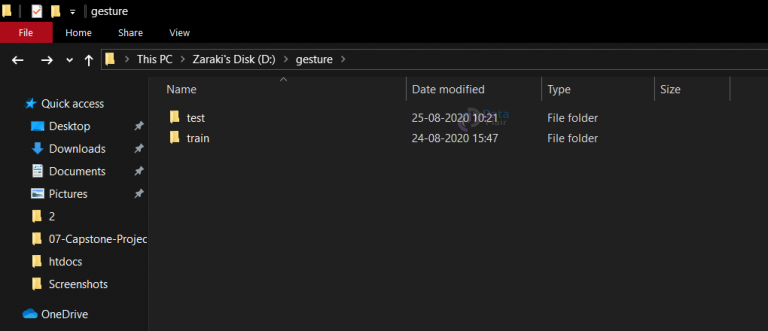 gesture
File Home Share View
This PC Zaraki's Disk (D:) gesture
Name Date modified Type Size
Quick access
Desktop
Downloads
Documents
Pictures
2
07-Capstone-Projec
htdocs
Screenshots
OneDrive
test 25-08-2020 10:21 File folder
train 24-08-2020 15:47 File folder